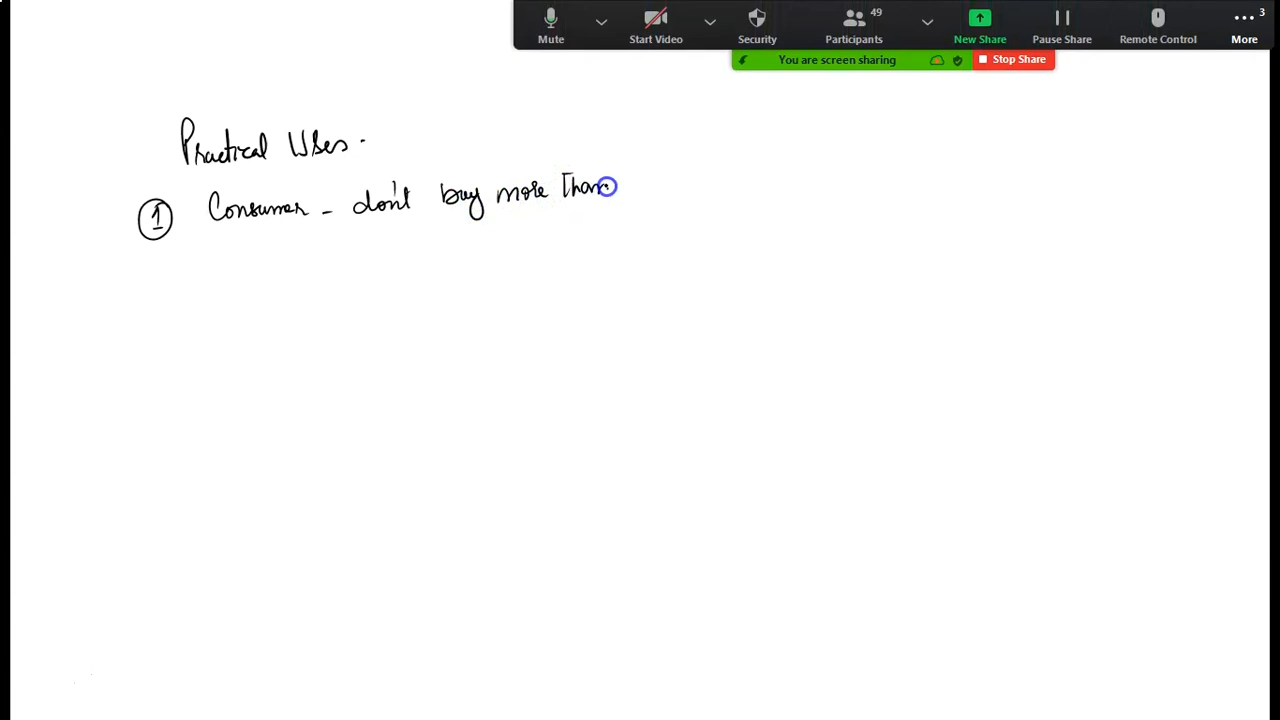 Mute
Start Video
Security
Participants
49
New Share
Pause Share
Remote Control
More
3
You are screen sharing
Stop Share
Practical Uses.
1 Consumer - don't buy more than